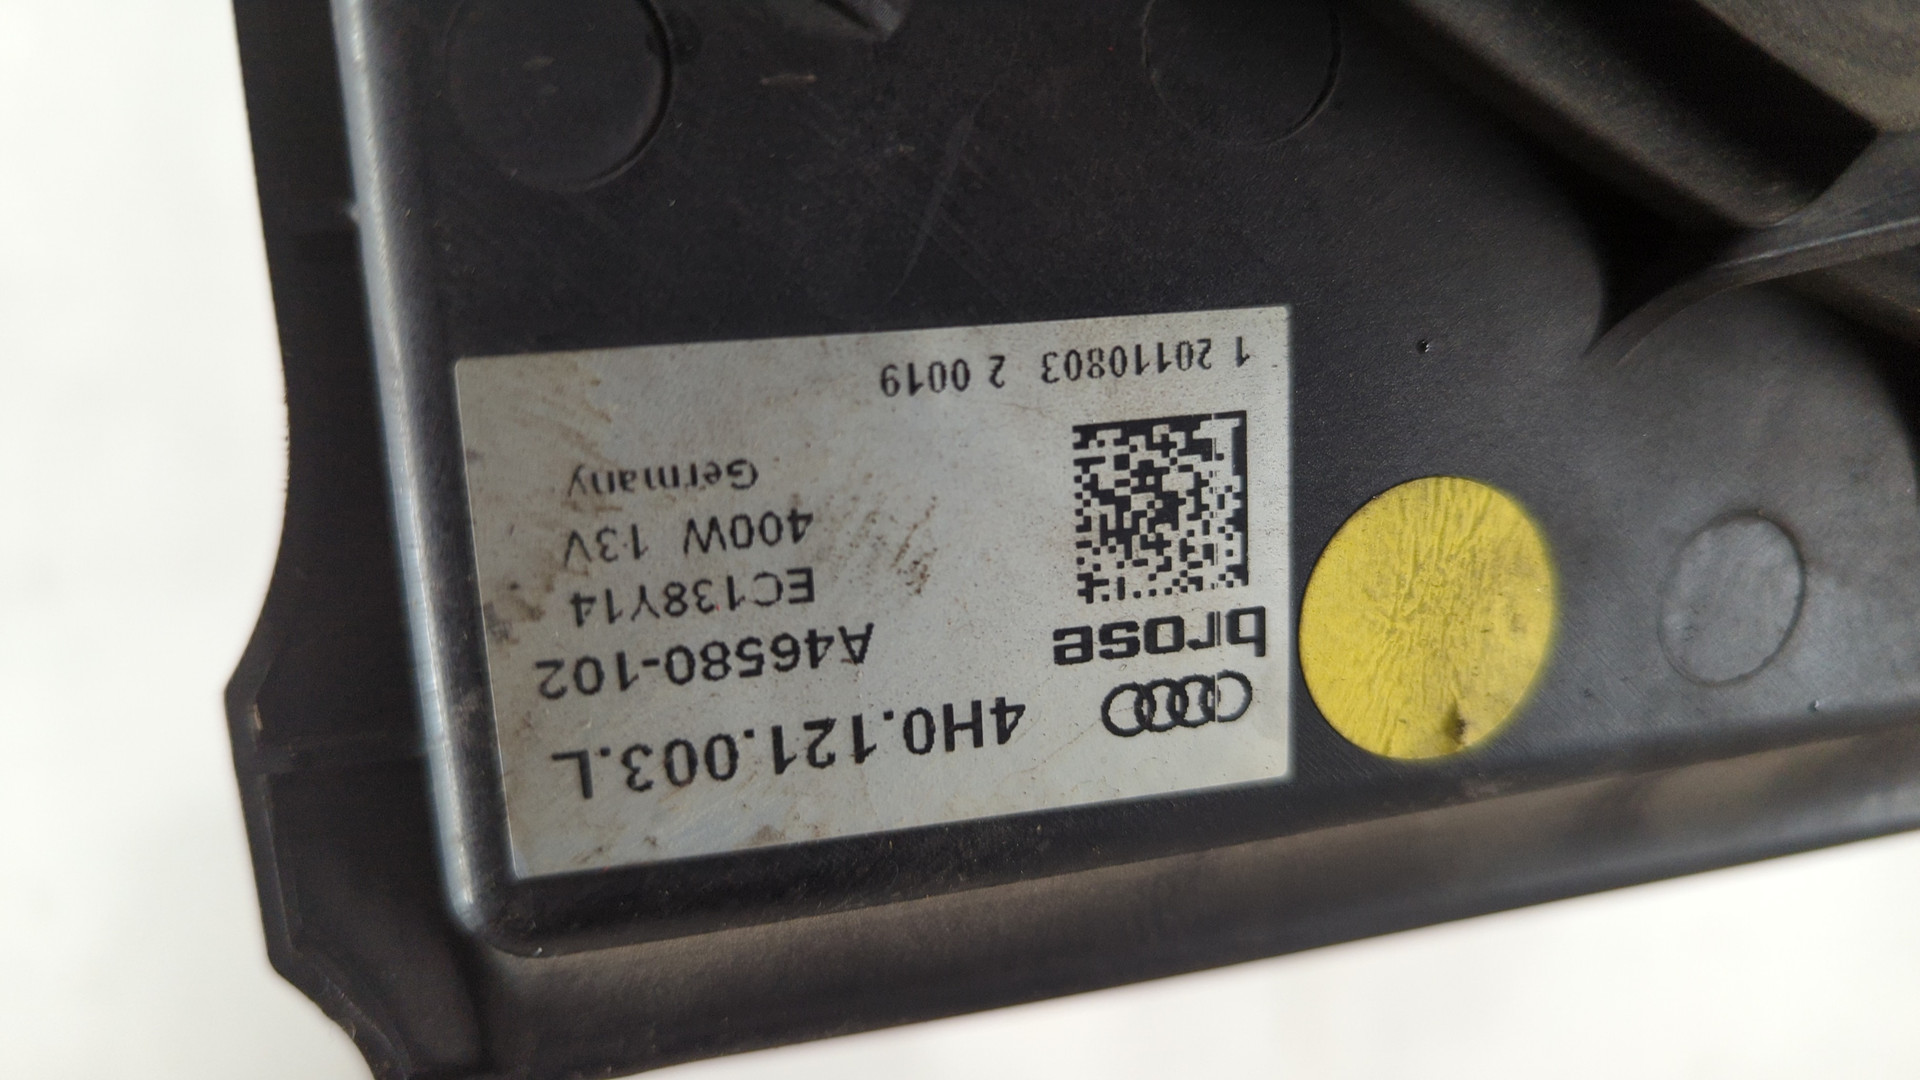 4H0.121.003.L
brose
A46580-102
EC138Y14
400W 13V
Germany
1 20110803 2 0019